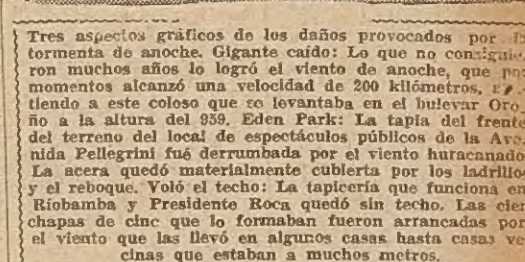 Tres aspectos gráficos de los daños provocados por
tormenta de anoche. Gigante caído: Lo que no consiguie-
ron muchos años lo logró el viento de anoche, que
momentos alcanzó una velocidad de 200 kilómetros,
tiendo a este coloso que se levantaba en el bulevar Oro-
ño a la altura del 959. Eden Park: La tapia del frente
del terreno del local de espectáculos públicos de la Ave-
nida Pellegrini fué derrumbada por el viento huracanado
La acera quedó materialmente cubierta por los ladrillo
y el reboque. Voló el techo: La tapicería que funciona en
Riobamba y Presidente Roca quedó sin techo. Las cien
chapas de cinc que lo formaban fueron arrancadas por
el viento que las llevó en algunos casas hasta casas ve
cinas que estaban a muchos metros.